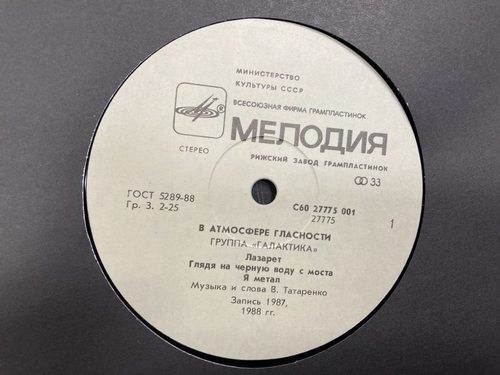 МИНИСТЕРСТВО
КУЛЬТУРЫ СССР
ВСЕСОЮЗНАЯ ФИРМА ГРАМПЛАСТИНОК
МЕЛОДИЯ
СТЕРЕО
РИЖСКИЙ ЗАВОД ГРАМПЛАСТИНОК
33
ГОСТ 5289-88
Гр. 3. 2-25
С60 27775 001
27775
1
В АТМОСФЕРЕ ГЛАСНОСТИ
ГРУППА «ГАЛАКТИКА»
Лазарет
Глядя на черную воду с моста
Я метал
Музыка и слова В. Татаренко
Запись 1987,
1988 гг.